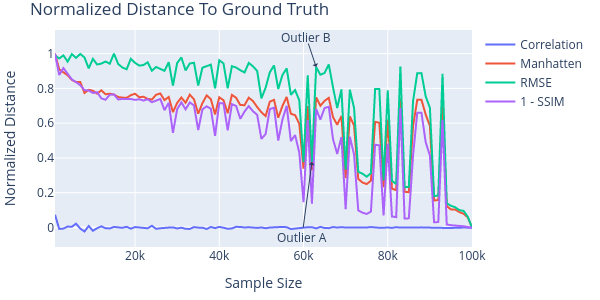 Normalized Distance To Ground Truth
Outlier B
Correlation
Manhatten
RMSE
1 - SSIM
Normalized Distance
1
0.8
0.6
0.4
0.2
0
Outlier A
20k
40k
60k
80k
100k
Sample Size